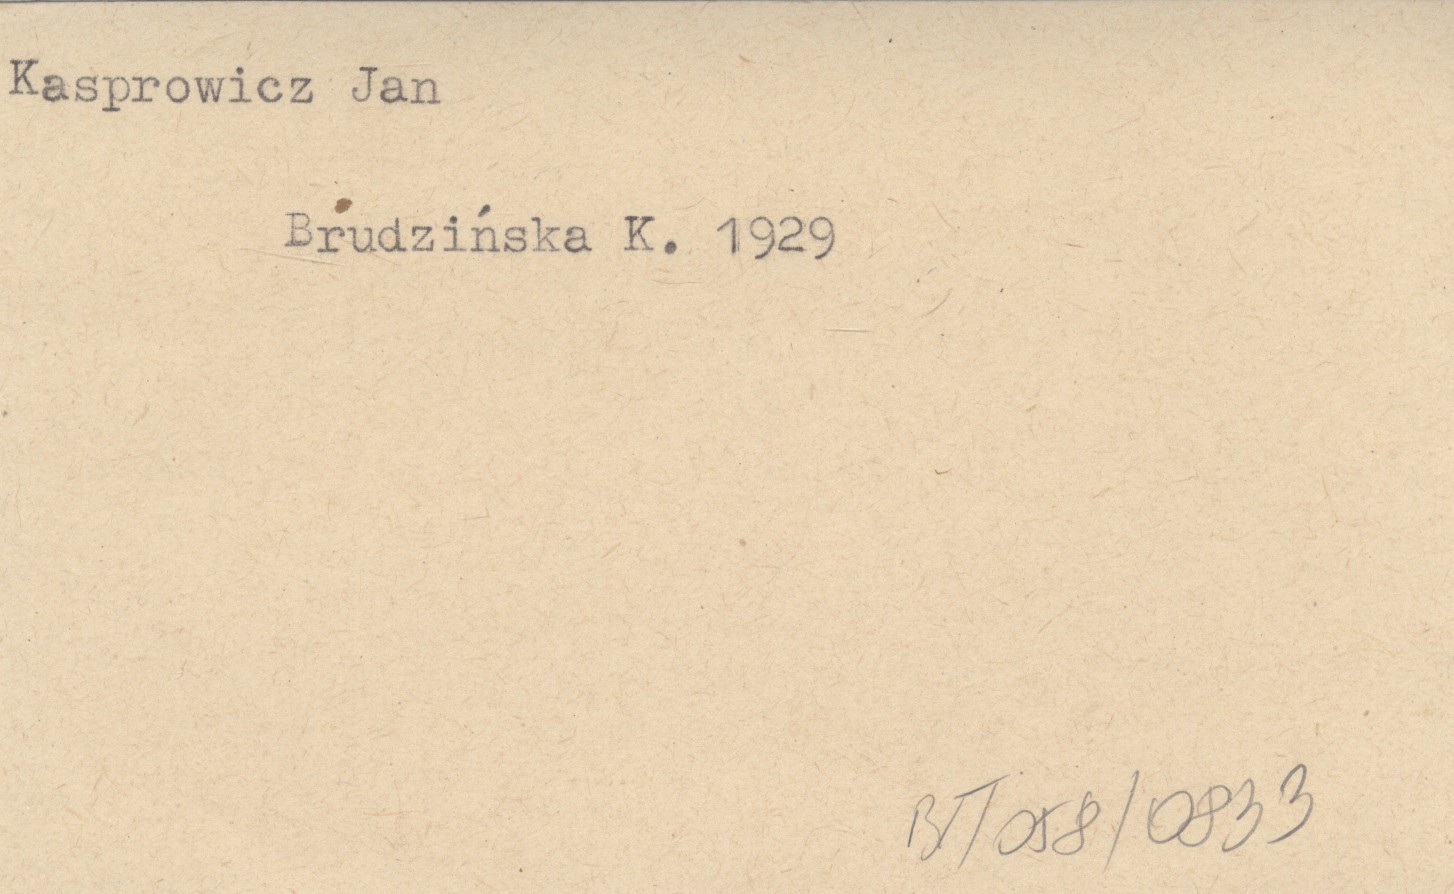 Kasprowicz Jan
Brudzińska K. 1929
BT/058/0833